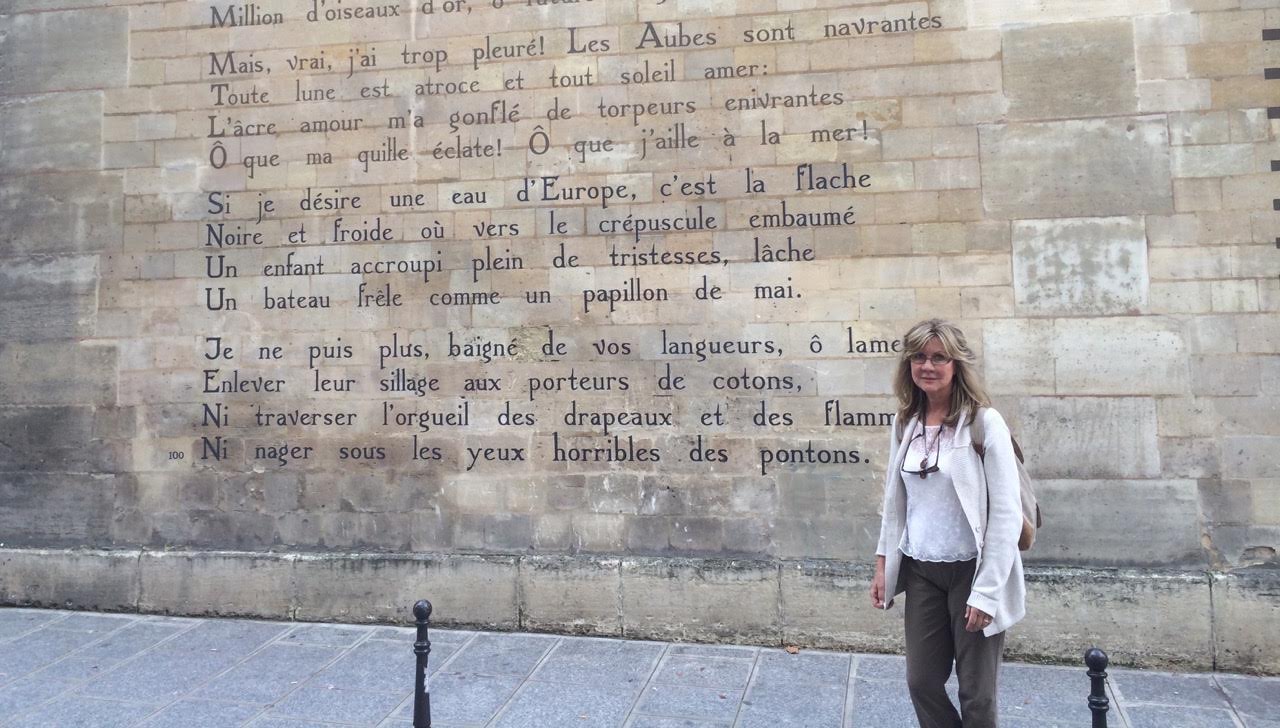 Million d'oiseaux d'or, ô
Mais, vrai, j'ai trop pleuré! Les Aubes sont navrantes
Toute lune est atroce et tout soleil amer:
L'âcre amour m'a gonflé de torpeurs enivrantes
Ô que ma quille éclate! Ô que j'aille à la mer!
Si je désire une eau d'Europe, c'est la flache
Noire et froide où vers le crépuscule embaumé
Un enfant accroupi plein de tristesses, lâche
Un bateau frêle comme un papillon de mai.
Je ne puis plus, baigné de vos langueurs, ô lame
Enlever leur sillage aux porteurs de cotons,
Ni traverser l'orgueil des drapeaux et des flamm
100 Ni nager sous les yeux horribles des pontons.